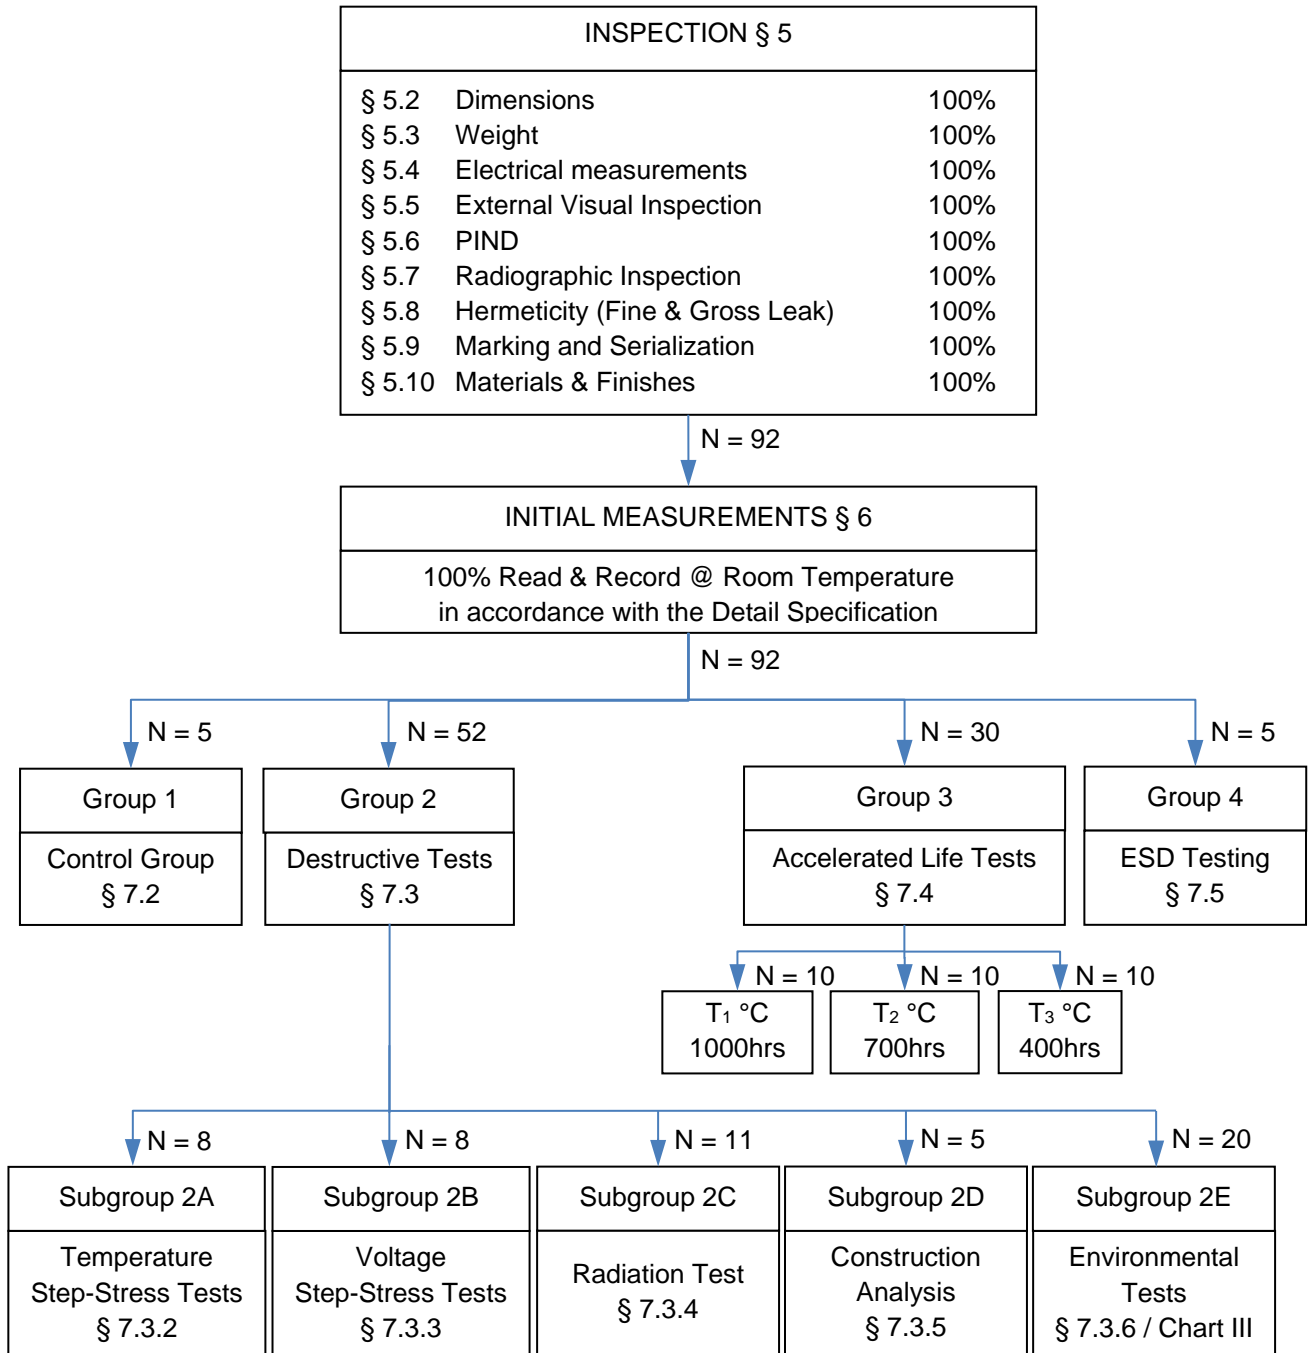 INSPECTION § 5
§ 5.2 Dimensions 100%
§ 5.3 Weight 100%
§ 5.4 Electrical measurements 100%
§ 5.5 External Visual Inspection 100%
§ 5.6 PIND 100%
§ 5.7 Radiographic Inspection 100%
§ 5.8 Hermeticity (Fine & Gross Leak) 100%
§ 5.9 Marking and Serialization 100%
§ 5.10 Materials & Finishes 100%
N = 92
INITIAL MEASUREMENTS § 6
100% Read & Record @ Room Temperature
in accordance with the Detail Specification
N = 92
N = 5
N = 52
N = 30
N = 5
Group 1
Control Group
§ 7.2
Group 2
Destructive Tests
§ 7.3
Group 3
Accelerated Life Tests
§ 7.4
Group 4
ESD Testing
§ 7.5
N = 10
N = 10
N = 10
T1 °C
1000hrs
T2 °C
700hrs
T3 °C
400hrs
N = 8
N = 8
N = 11
N = 5
N = 20
Subgroup 2A
Temperature
Step-Stress Tests
§ 7.3.2
Subgroup 2B
Voltage
Step-Stress Tests
§ 7.3.3
Subgroup 2C
Radiation Test
§ 7.3.4
Subgroup 2D
Construction
Analysis
§ 7.3.5
Subgroup 2E
Environmental
Tests
§ 7.3.6 / Chart III